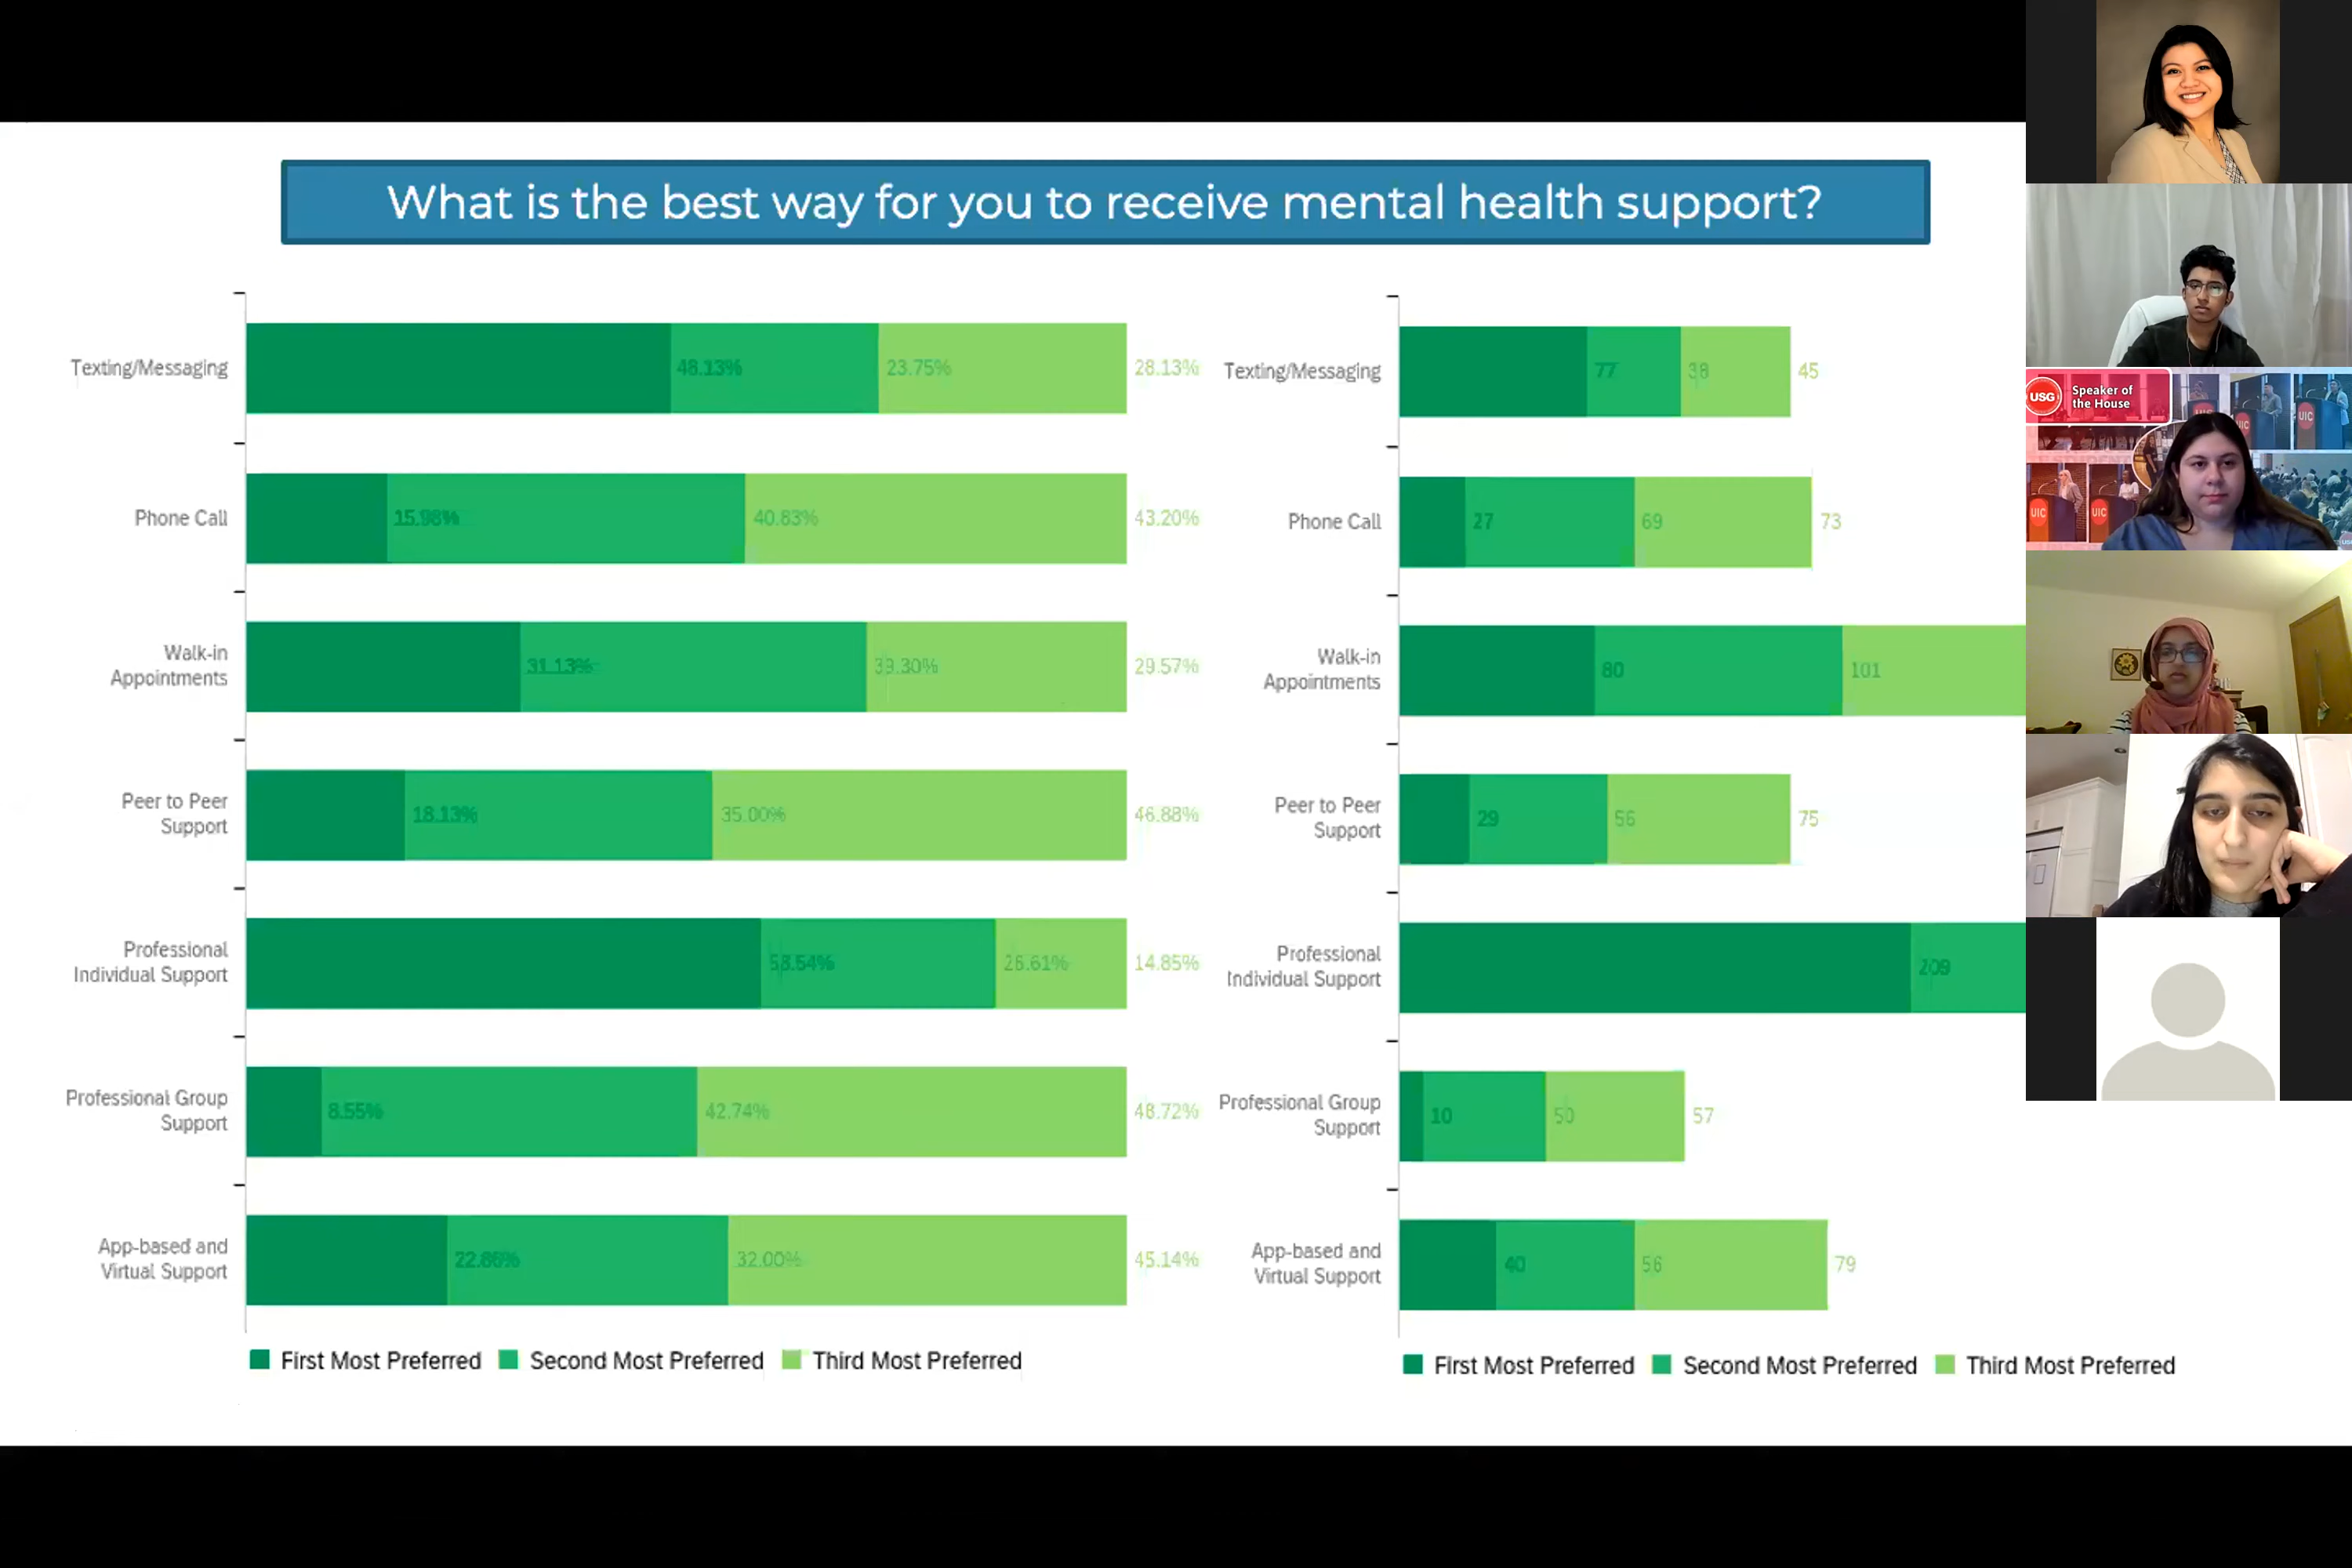 What is the best way for you to receive mental health support?
Texting/Messaging
48.13%
23.75%
28.13%
Phone Call
15.98%
40.83%
43.20%
Walk-in
Appointments
31.13%
39.30%
29.57%
Peer to Peer
Support
18.13%
35.00%
46.88%
Professional
Individual Support
58.54%
26.61%
14.85%
Professional Group
Support
8.55%
42.74%
48.72%
App-based and
Virtual Support
22.86%
32.00%
45.14%
First Most Preferred
Second Most Preferred
Third Most Preferred
Texting/Messaging
77
38
45
Phone Call
27
69
73
Walk-in
Appointments
80
101
Peer to Peer
Support
29
56
75
Professional
Individual Support
209
Professional Group
Support
10
50
57
App-based and
Virtual Support
40
56
79
First Most Preferred
Second Most Preferred
Third Most Preferred
USG
Speaker of
the House
UIC
UIC
UIC